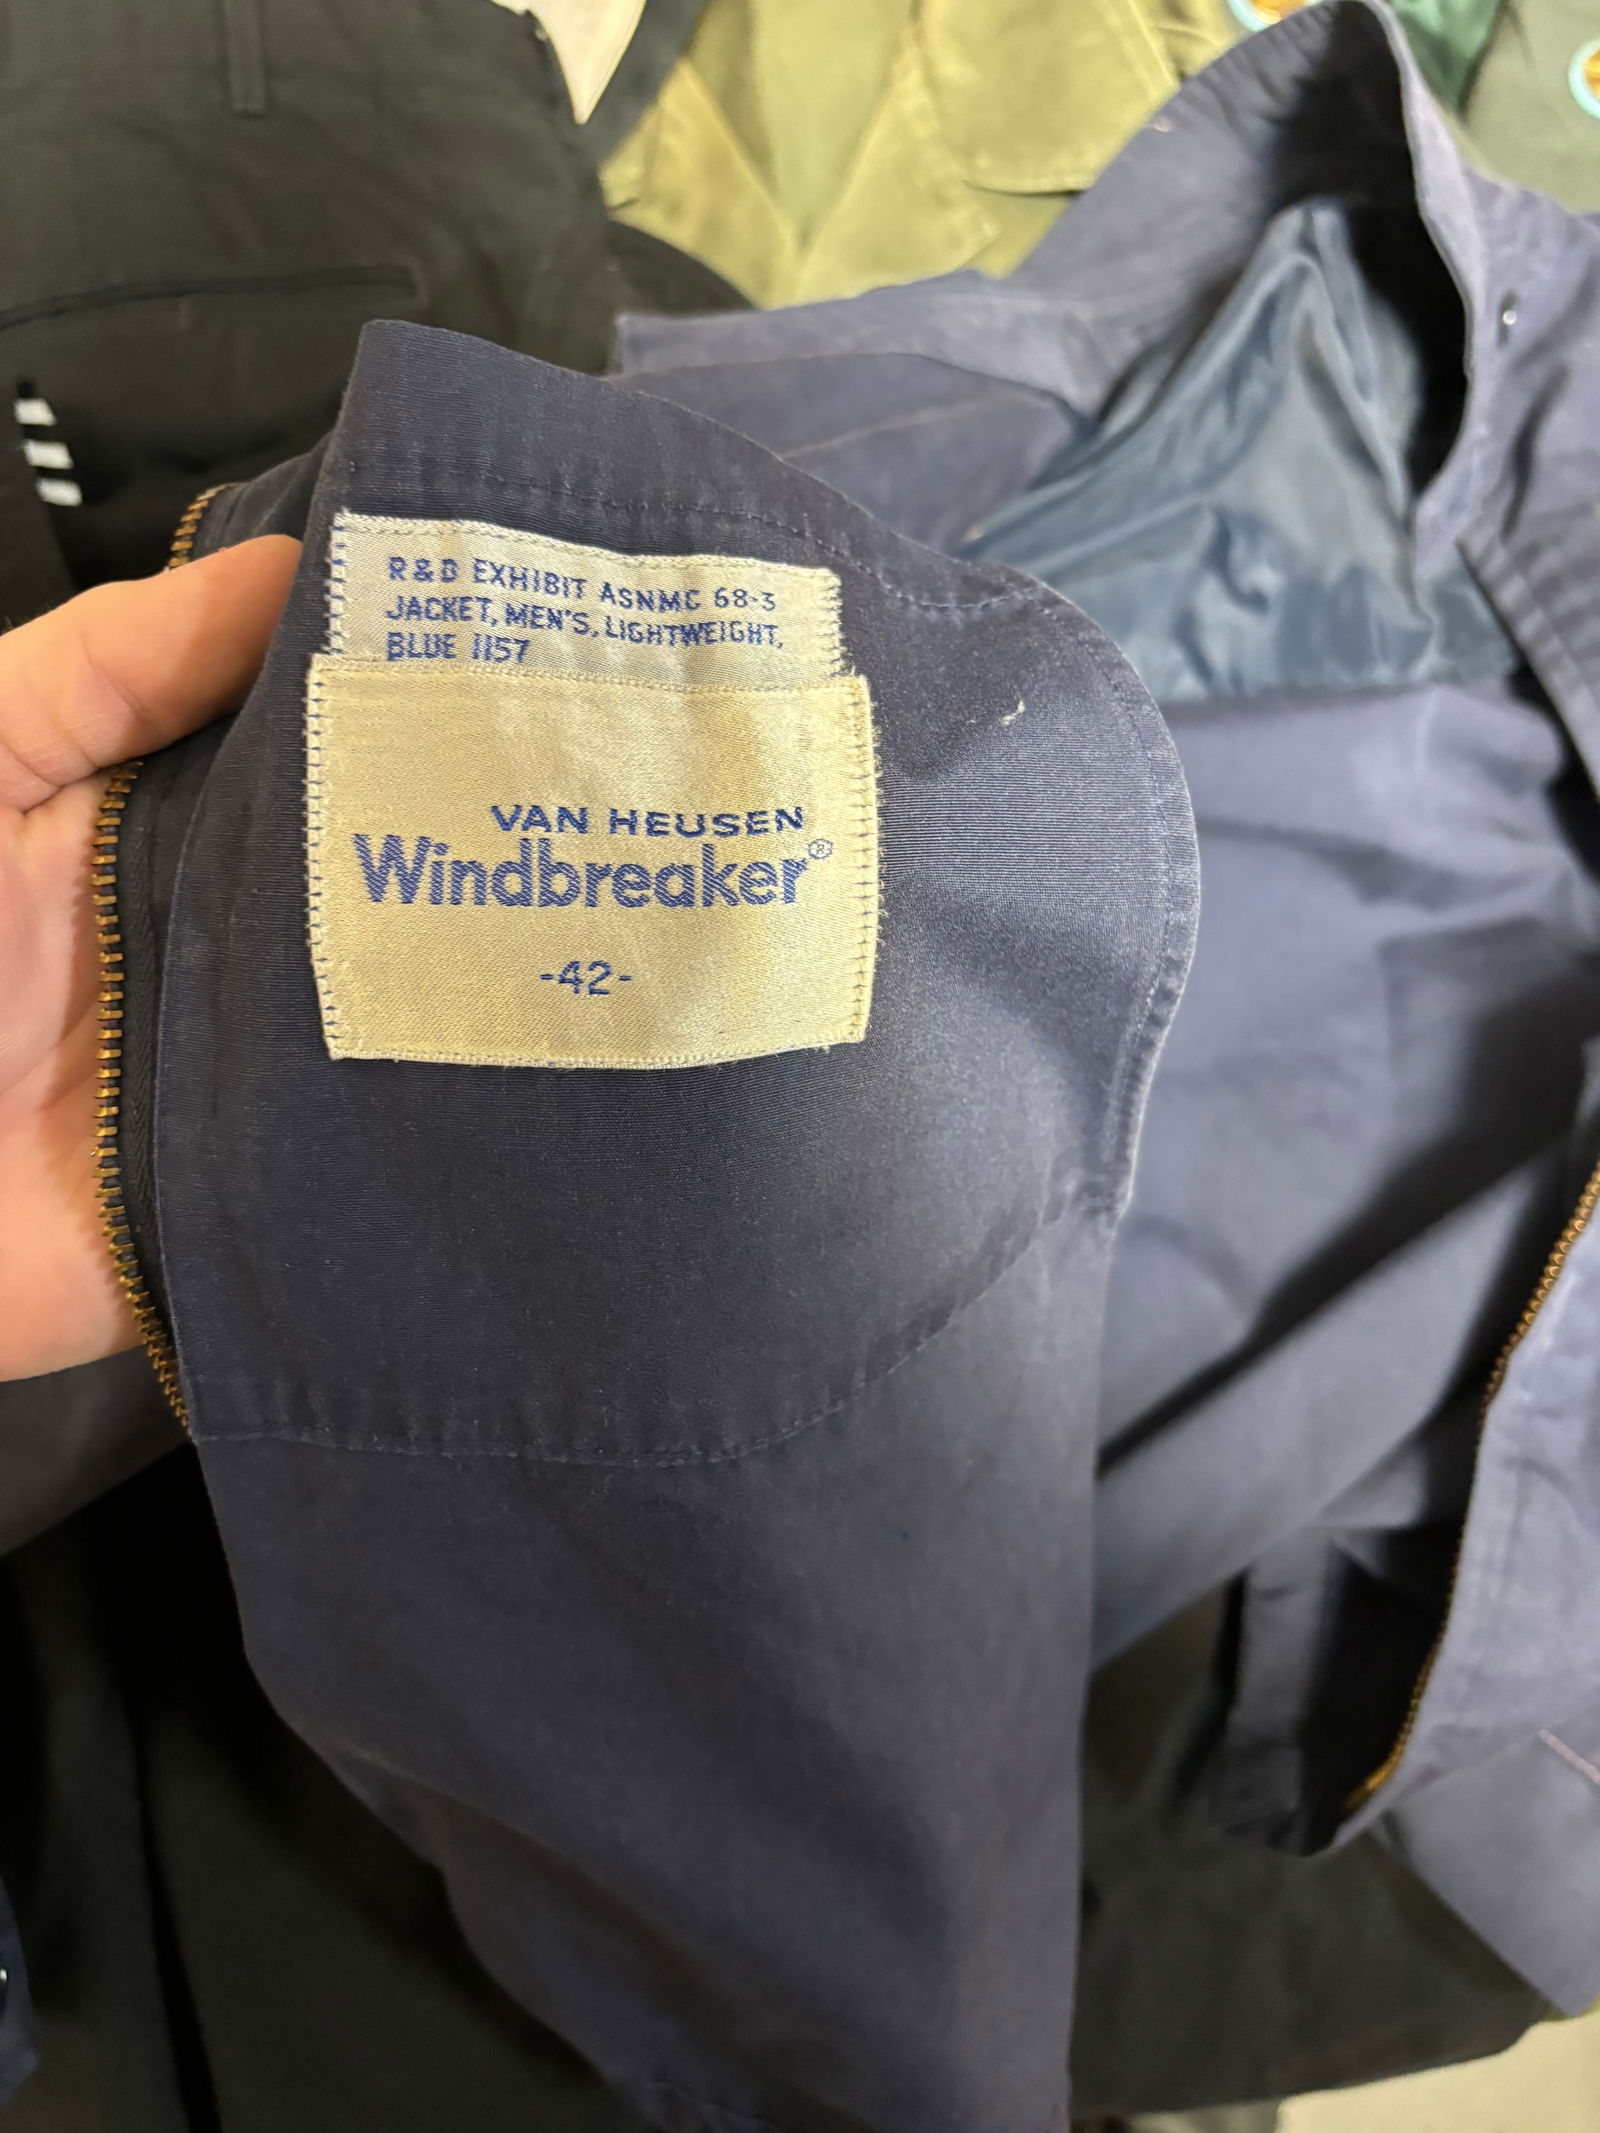 R&D EXHIBIT ASNMC 68-3
JACKET, MEN'S, LIGHTWEIGHT,
BLUE 1157
VAN HEUSEN
Windbreaker®
-42-